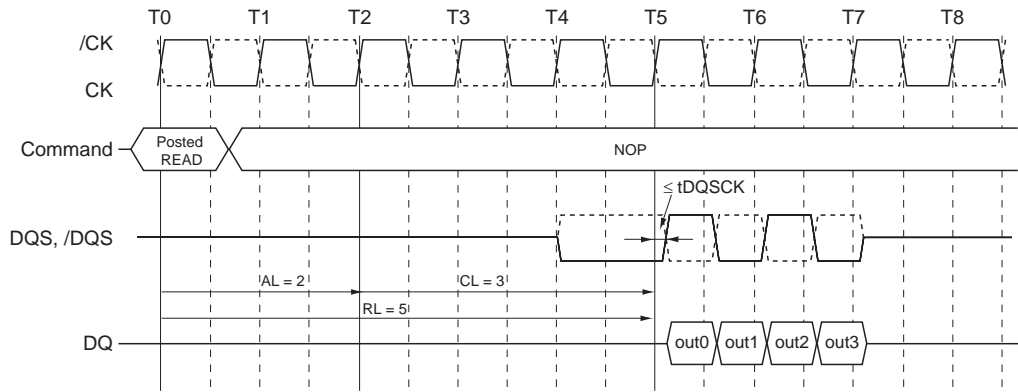 T0 T1 T2 T3 T4 T5 T6 T7 T8
/CK
CK
Command
Posted
READ
NOP
≤ tDQSCK
DQS, /DQS
AL = 2
CL = 3
RL = 5
DQ
out0 out1 out2 out3